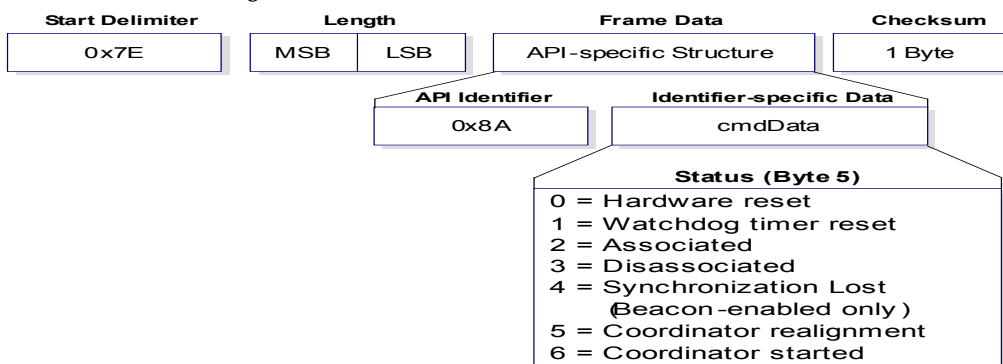 Start Delimiter Length Frame Data Checksum
0x7E MSB LSB API-specific Structure 1 Byte
API Identifier Identifier-specific Data
0x8A cmdData
Status (Byte 5)
0 = Hardware reset
1 = Watchdog timer reset
2 = Associated
3 = Disassociated
4 = Synchronization Lost
(Beacon-enabled only)
5 = Coordinator realignment
6 = Coordinator started